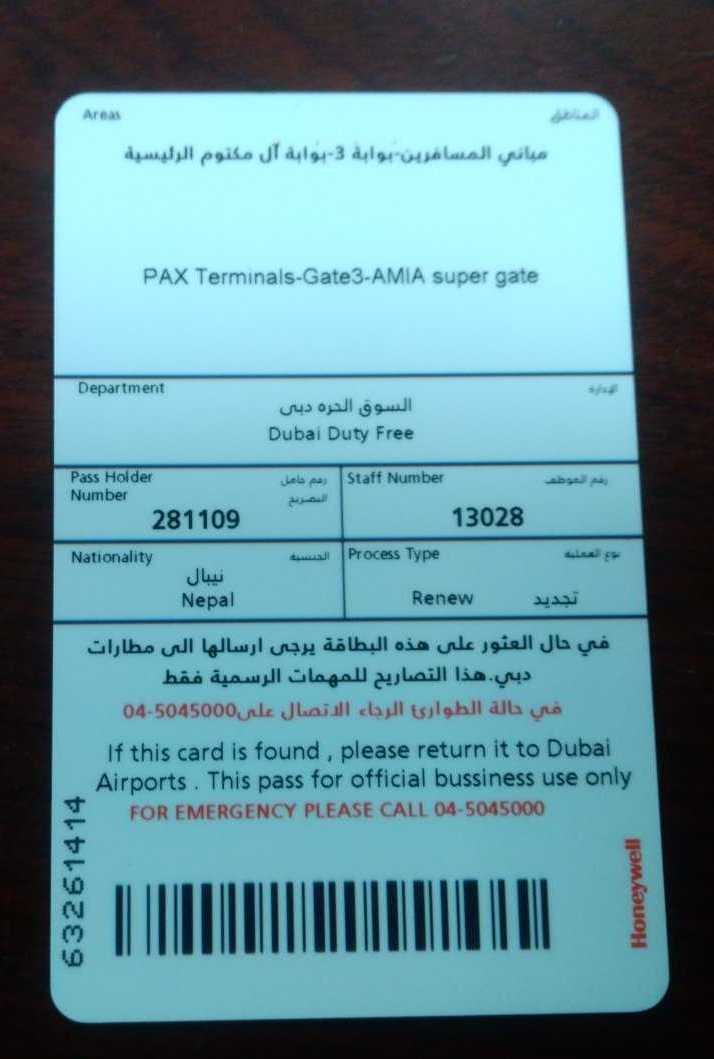 Areas المناطق
مباني المسافرين-بوابة 3-بوابة آل مكتوم الرئيسية
PAX Terminals-Gate3-AMIA super gate
Department الإدارة
السوق الحره دبى
Dubai Duty Free
Pass Holder رقم حامل
Number التصريح
281109
Staff Number رقم الموظف
13028
Nationality الجنسية
نيبال
Nepal
Process Type نوع العملية
Renew تجديد
في حال العثور على هذه البطاقة يرجى ارسالها الى مطارات
دبي.هذا التصاريح للمهمات الرسمية فقط
في حالة الطوارئ الرجاء الاتصال على04-5045000
If this card is found , please return it to Dubai
Airports . This pass for official bussiness use only
FOR EMERGENCY PLEASE CALL 04-5045000
63261414
Honeywell